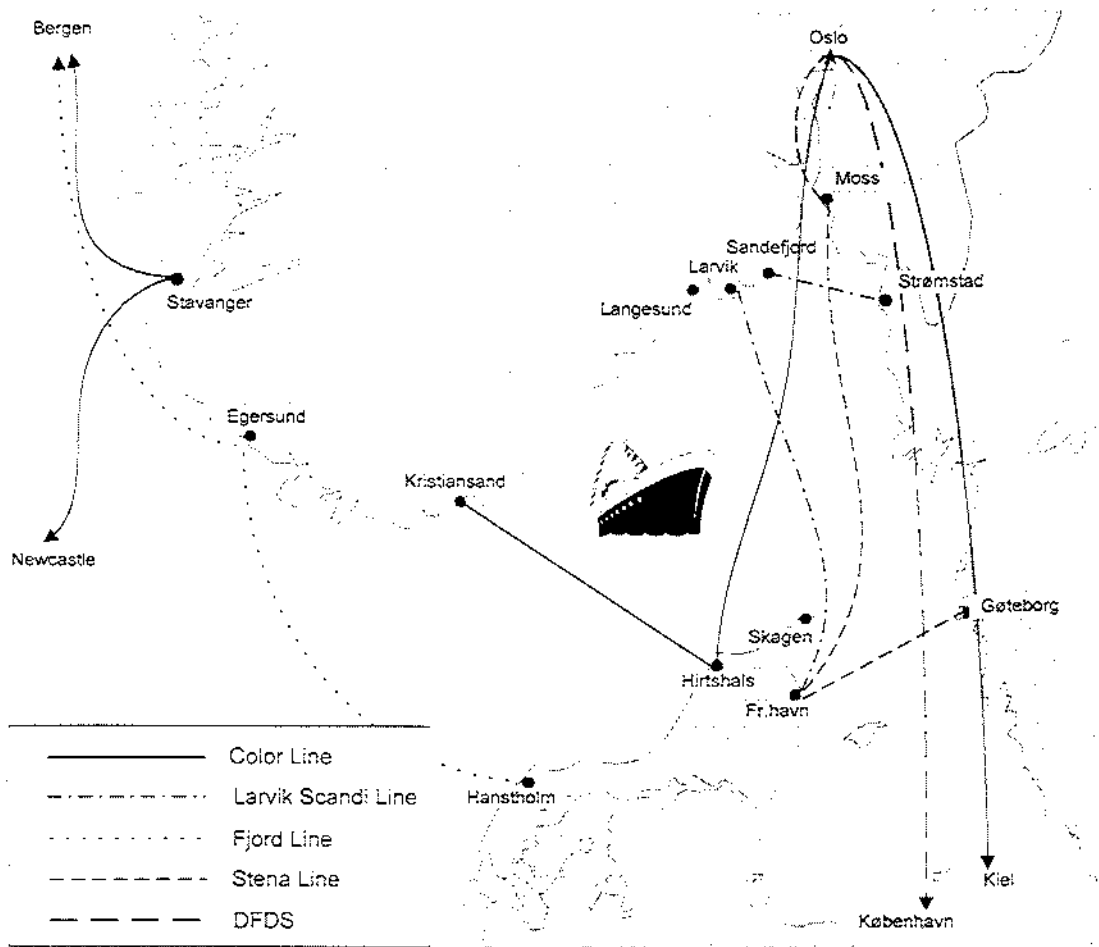 Bergen
Oslo
Moss
Sandefjord
Larvik
Strømstad
Langesund
Stavanger
Egersund
Kristiansand
Newcastle
Gøteborg
Skagen
Hirtshals
Fr.havn
Hanstholm
Color Line
Larvik Scandi Line
Fjord Line
Stena Line
DFDS
Kiel
København